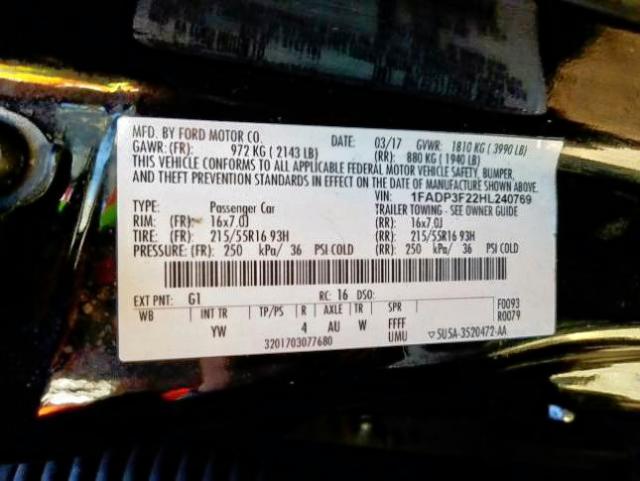 MFD. BY FORD MOTOR CO. DATE: 03/17 GVWR: 1810 KG ( 3990 LB)
GAWR: (FR): 972 KG ( 2143 LB) (RR): 880 KG ( 1940 LB)
THIS VEHICLE CONFORMS TO ALL APPLICABLE FEDERAL MOTOR VEHICLE SAFETY, BUMPER,
AND THEFT PREVENTION STANDARDS IN EFFECT ON THE DATE OF MANUFACTURE SHOWN ABOVE.
VIN: 1FADP3F22HL240769
TYPE: Passenger Car TRAILER TOWING - SEE OWNER GUIDE
RIM: (FR): 16x7.0J (RR): 16x7.0J
TIRE: (FR): 215/55R16 93H (RR): 215/55R16 93H
PRESSURE: (FR): 250 kPa/ 36 PSI COLD (RR): 250 kPa/ 36 PSI COLD
EXT PNT: G1 RC: 16 DSO: F0093
WB INT TR TP/PS R AXLE TR SPR R0079
YW 4 AU W FFFF
UMU ▽5U5A-3520472-AA
3201703077680